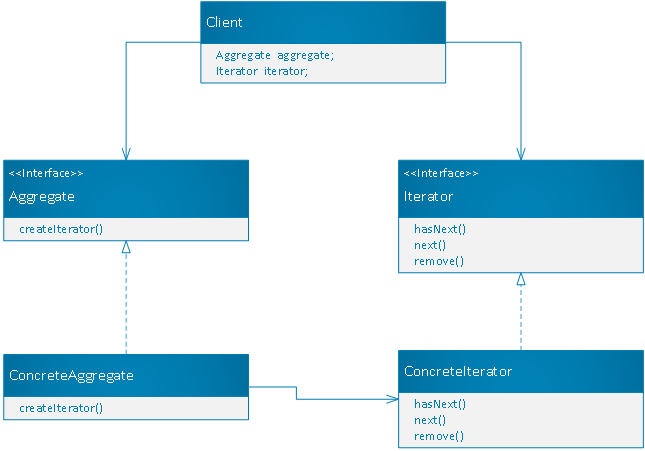 Client
Aggregate aggregate;
Iterator iterator;
<<Interface>>
Aggregate
createIterator()
<<Interface>>
Iterator
hasNext()
next()
remove()
ConcreteAggregate
createIterator()
ConcreteIterator
hasNext()
next()
remove()